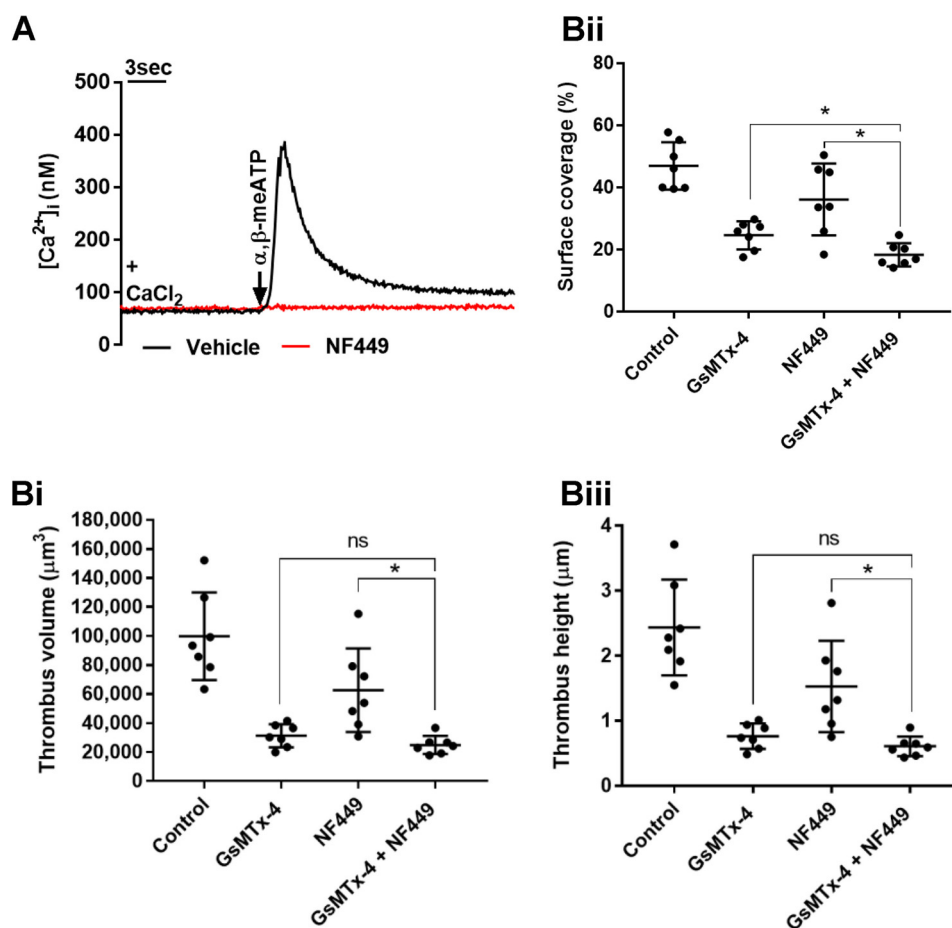 A
3sec
500
400
300
200
100
0
[Ca²⁺]ᵢ (nM)
+
CaCl₂
α,β-meATP
Vehicle
NF449
Bii
80
60
40
20
0
Surface coverage (%)
*
*
Control
GsMTx-4
NF449
GsMTx-4 + NF449
Bi
180,000
160,000
140,000
120,000
100,000
80,000
60,000
40,000
20,000
0
Thrombus volume (μm³)
ns
*
Control
GsMTx-4
NF449
GsMTx-4 + NF449
Biii
4
3
2
1
0
Thrombus height (μm)
ns
*
Control
GsMTx-4
NF449
GsMTx-4 + NF449